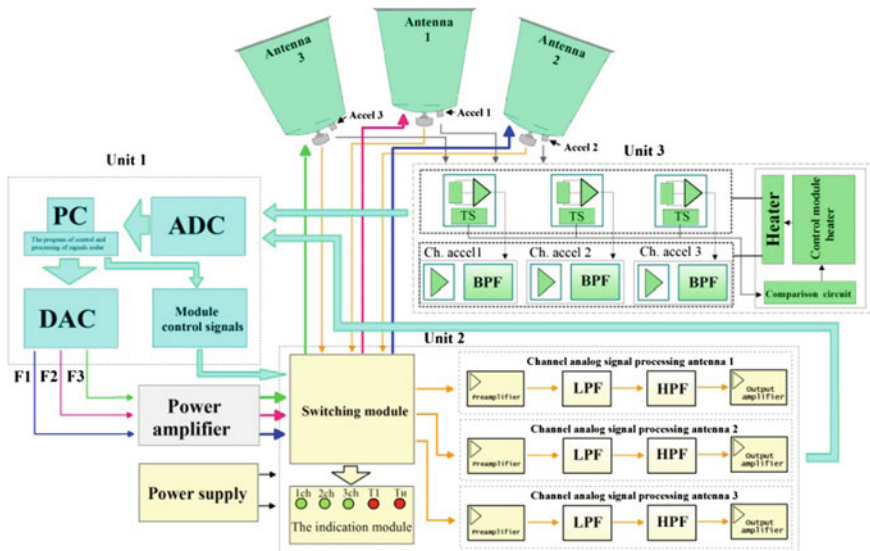 Antenna
3
Antenna
1
Antenna
2
Accel 3
Accel 1
Accel 2
Unit 1
Unit 3
PC
The program of control and
processing of signals sodar
ADC
DAC
Module
control signals
TS
TS
TS
Ch. accel1
Ch. accel 2
Ch. accel 3
BPF
BPF
BPF
Heater
Control module
heater
Comparison circuit
Unit 2
F1
F2
F3
Power
amplifier
Power supply
Switching module
1ch
2ch
3ch
T1
Tи
The indication module
Channel analog signal processing antenna 1
Preamplifier
LPF
HPF
Output
amplifier
Channel analog signal processing antenna 2
Preamplifier
LPF
HPF
Output
amplifier
Channel analog signal processing antenna 3
Preamplifier
LPF
HPF
Output
amplifier